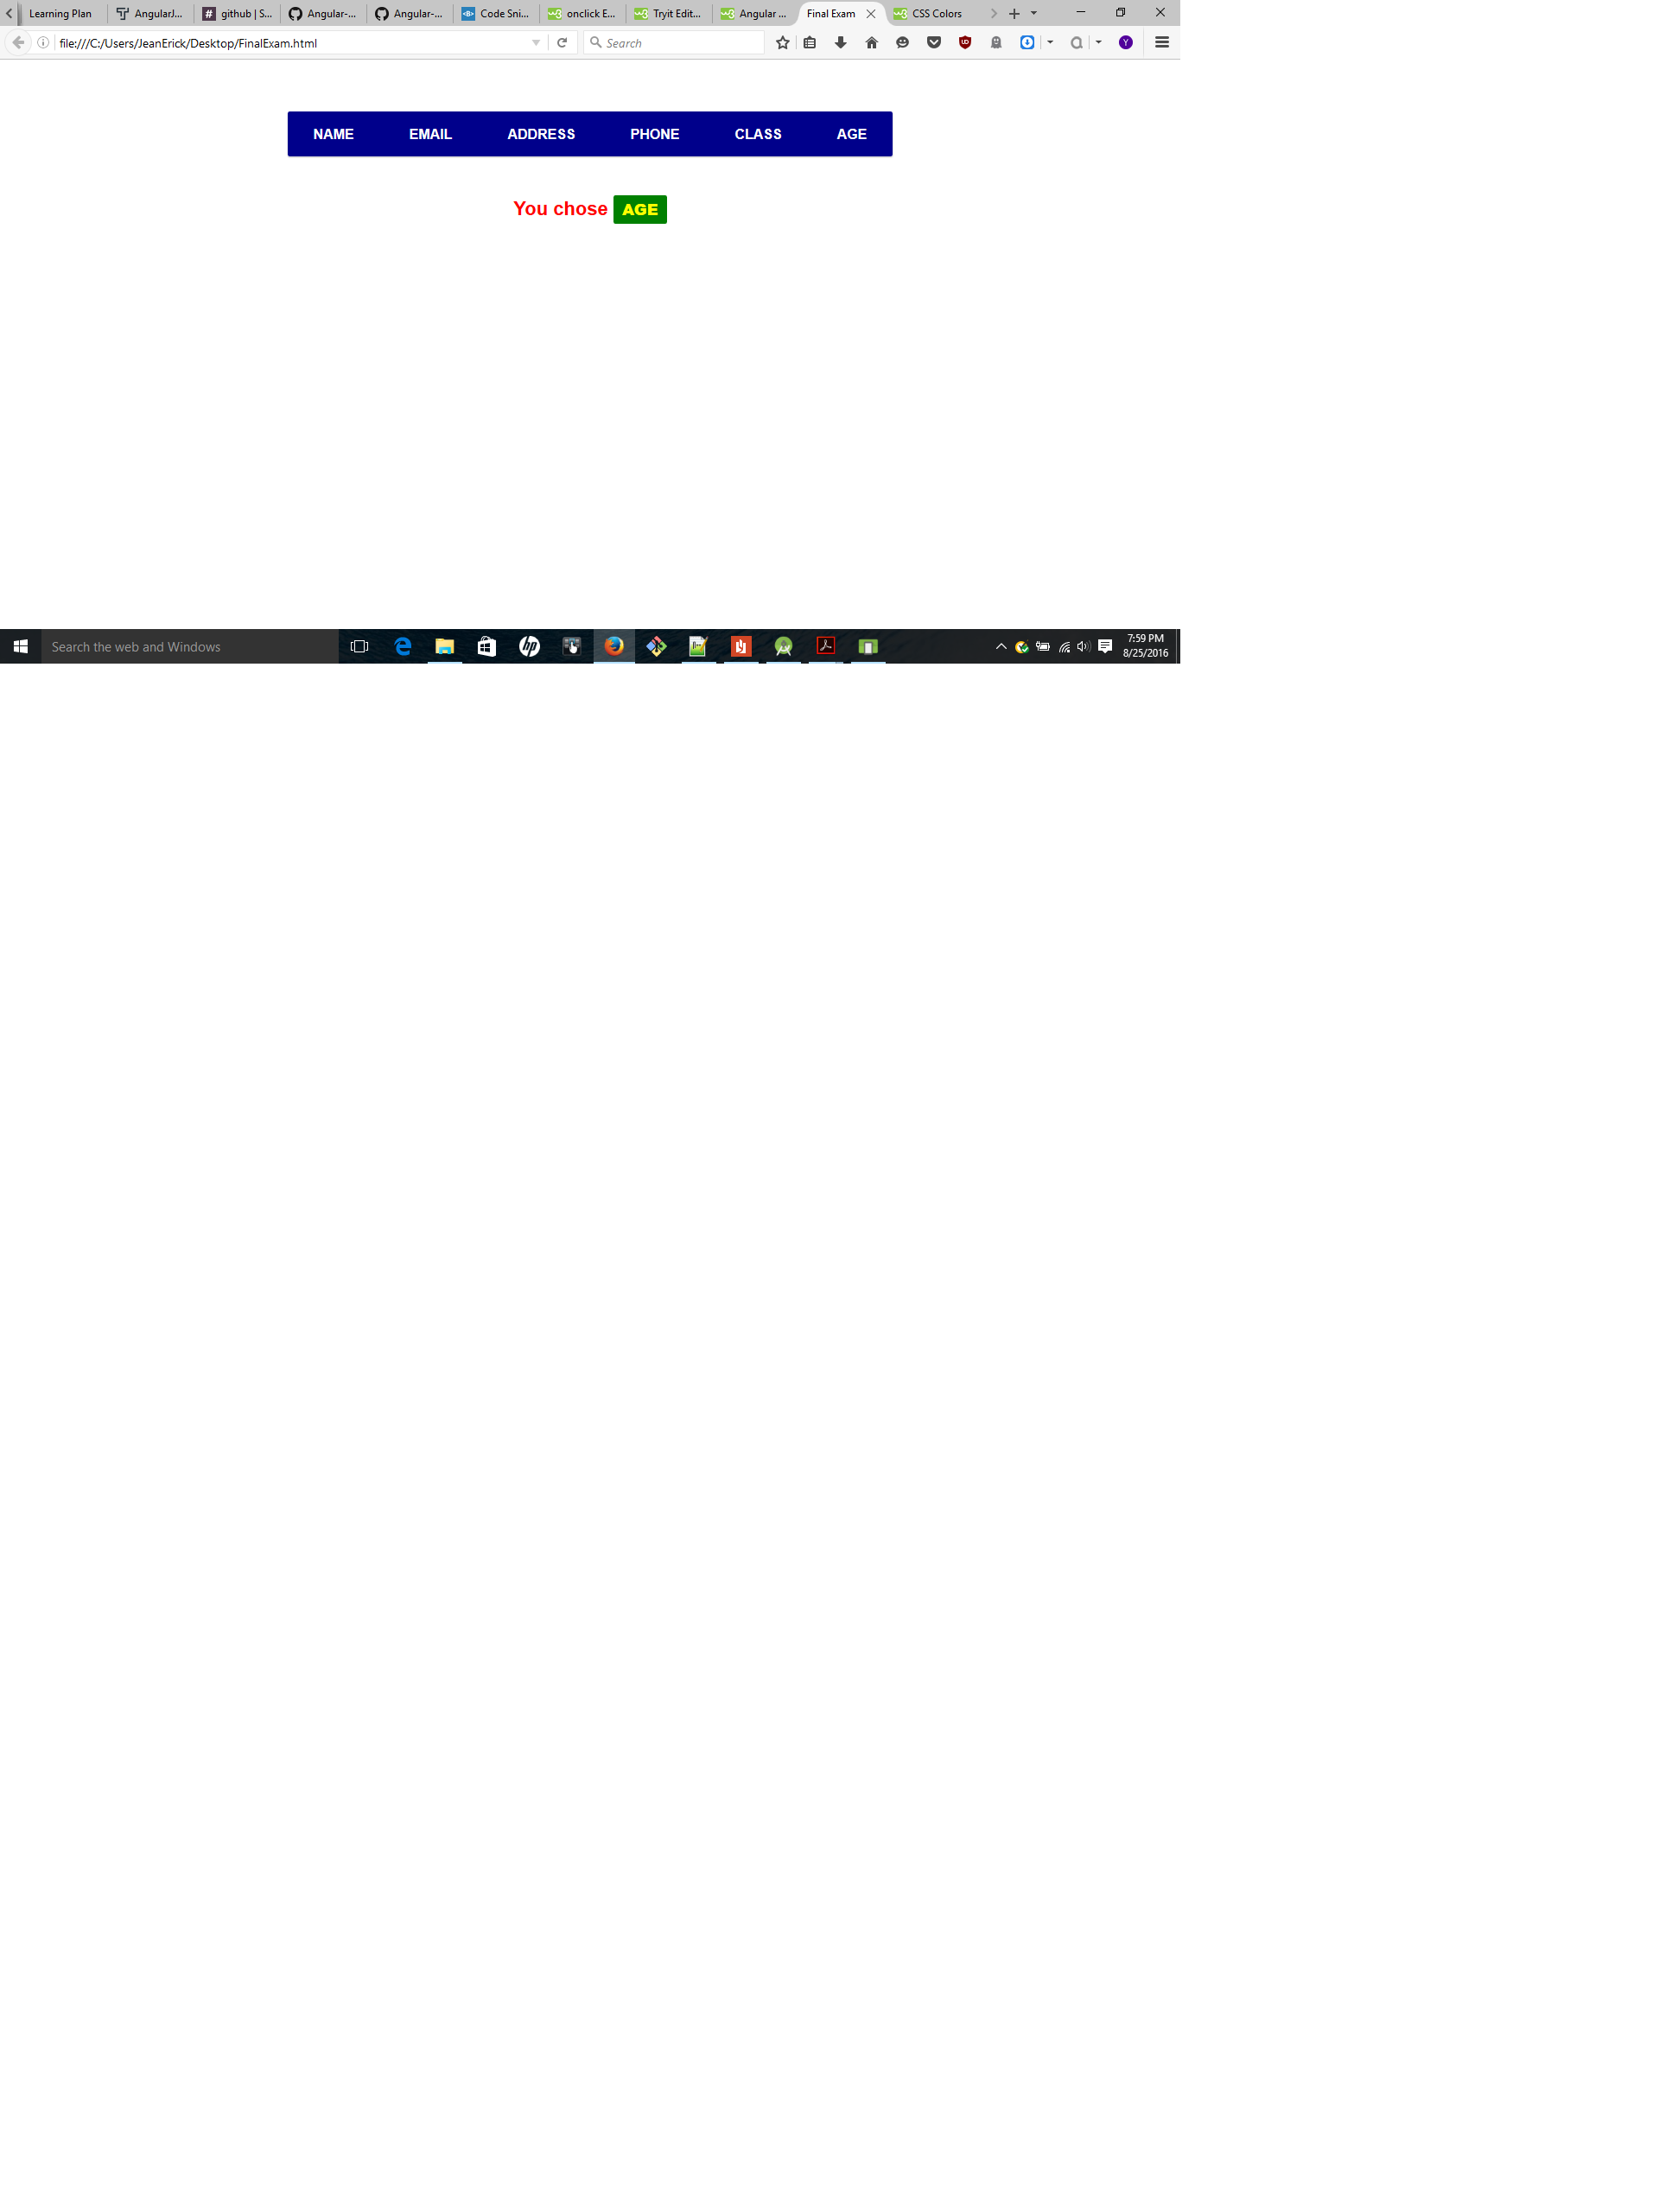 Learning Plan AngularJ... # github | S... Angular-... Angular-... Code Sni... onclick E... Tryit Edit... Angular ... Final Exam CSS Colors
file:///C:/Users/JeanErick/Desktop/FinalExam.html Search
NAME EMAIL ADDRESS PHONE CLASS AGE
You chose AGE
Search the web and Windows
7:59 PM
8/25/2016